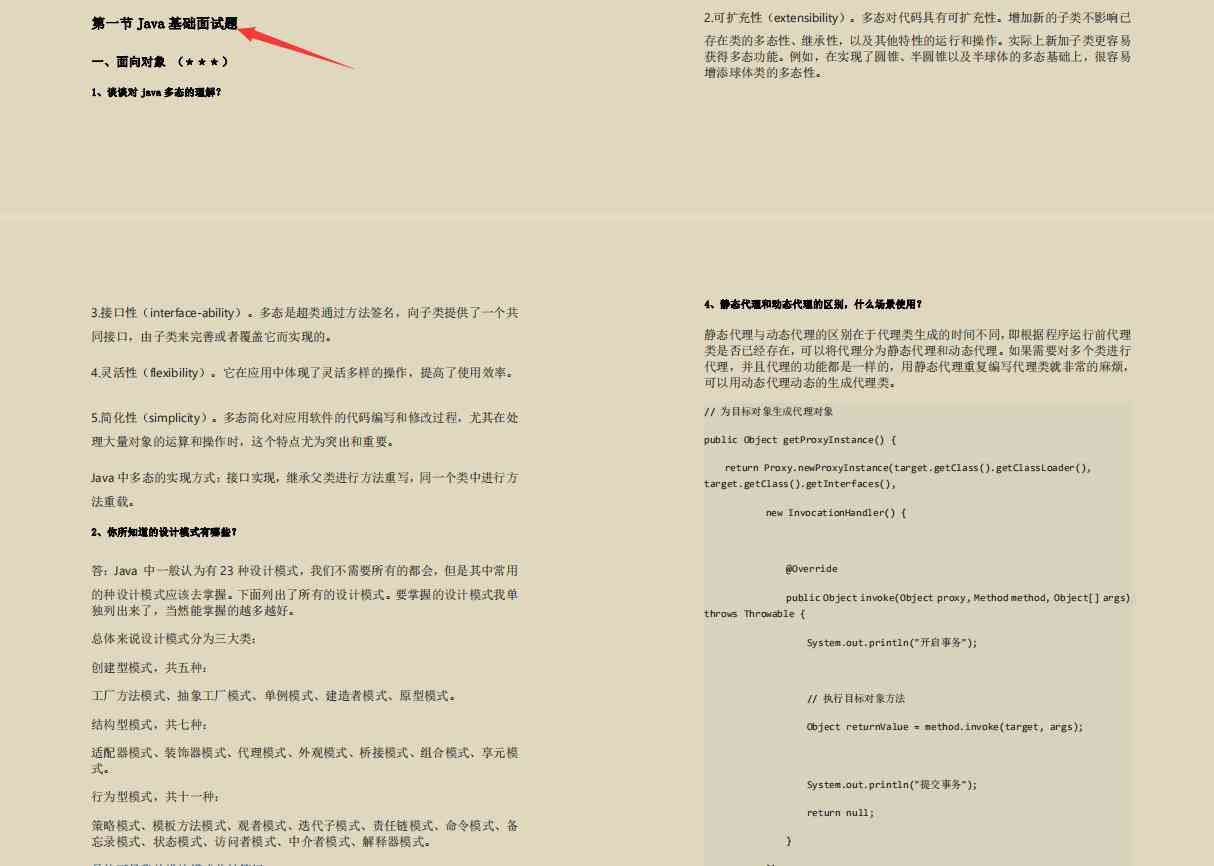 第一节 Java 基础面试题
一、面向对象 （★★★）
1、谈谈对 java 多态的理解？
2.可扩充性（extensibility）。多态对代码具有可扩充性。增加新的子类不影响已
存在类的多态性、继承性，以及其他特性的运行和操作。实际上新加子类更容易
获得多态功能。例如，在实现了圆锥、半圆锥以及半球体的多态基础上，很容易
增添球体类的多态性。
3.接口性（interface-ability）。多态是超类通过方法签名，向子类提供了一个共
同接口，由子类来完善或者覆盖它而实现的。
4.灵活性（flexibility）。它在应用中体现了灵活多样的操作，提高了使用效率。
5.简化性（simplicity）。多态简化对应用软件的代码编写和修改过程，尤其在处
理大量对象的运算和操作时，这个特点尤为突出和重要。
Java 中多态的实现方式：接口实现，继承父类进行方法重写，同一个类中进行方
法重载。
2、你所知道的设计模式有哪些？
答：Java 中一般认为有 23 种设计模式，我们不需要所有的都会，但是其中常用
的种设计模式应该去掌握。下面列出了所有的设计模式。要掌握的设计模式我单
独列出来了，当然能掌握的越多越好。
总体来说设计模式分为三大类：
创建型模式，共五种：
工厂方法模式、抽象工厂模式、单例模式、建造者模式、原型模式。
结构型模式，共七种：
适配器模式、装饰器模式、代理模式、外观模式、桥接模式、组合模式、享元模
式。
行为型模式，共十一种：
策略模式、模板方法模式、观者模式、迭代子模式、责任链模式、命令模式、备
忘录模式、状态模式、访问者模式、中介者模式、解释器模式。
4、静态代理和动态代理的区别，什么场景使用？
静态代理与动态代理的区别在于代理类生成的时间不同，即根据程序运行前代理
类是否已经存在，可以将代理分为静态代理和动态代理。如果需要对多个类进行
代理，并且代理的功能都是一样的，用静态代理重复编写代理类就非常的麻烦，
可以用动态代理动态的生成代理类。
// 为目标对象生成代理对象
public Object getProxyInstance() {
return Proxy.newProxyInstance(target.getClass().getClassLoader(),
target.getClass().getInterfaces(),
new InvocationHandler() {
@Override
public Object invoke(Object proxy, Method method, Object[] args)
throws Throwable {
System.out.println("开启事务");
// 执行目标对象方法
Object returnValue = method.invoke(target, args);
System.out.println("提交事务");
return null;
}